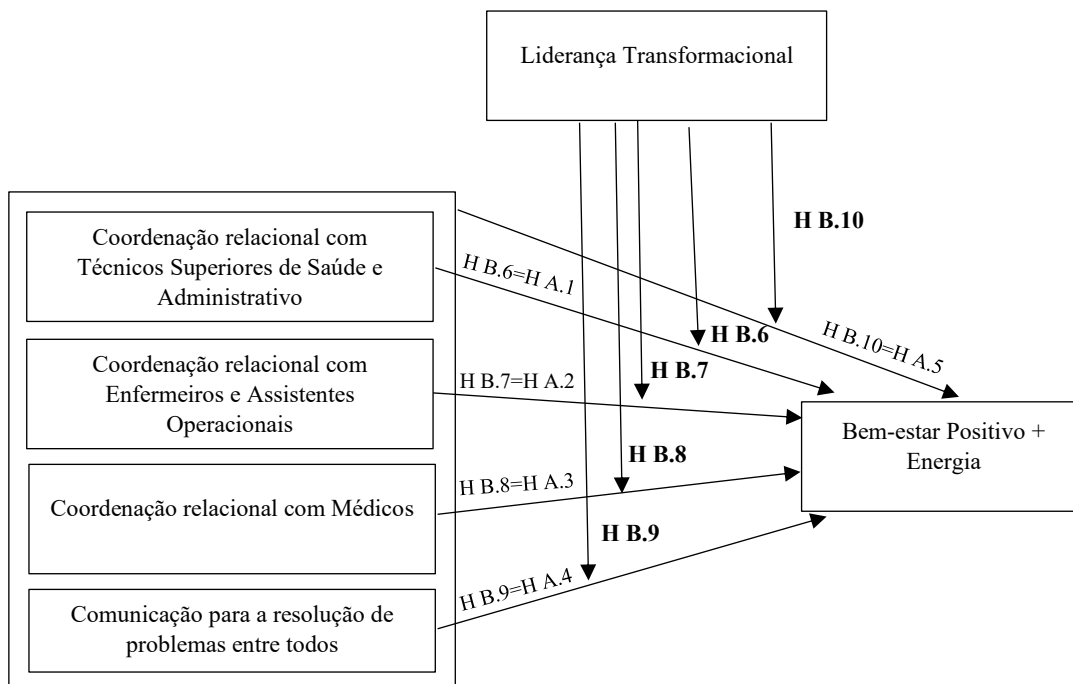 Liderança Transformacional
H B.10
Coordenação relacional com
Técnicos Superiores de Saúde e
Administrativo
H B.6=H A.1
H B.6
H B.10=H A.5
Coordenação relacional com
Enfermeiros e Assistentes
Operacionais
H B.7=H A.2
H B.7
Bem-estar Positivo +
Energia
H B.8
Coordenação relacional com Médicos
H B.8=H A.3
H B.9
H B.9=H A.4
Comunicação para a resolução de
problemas entre todos